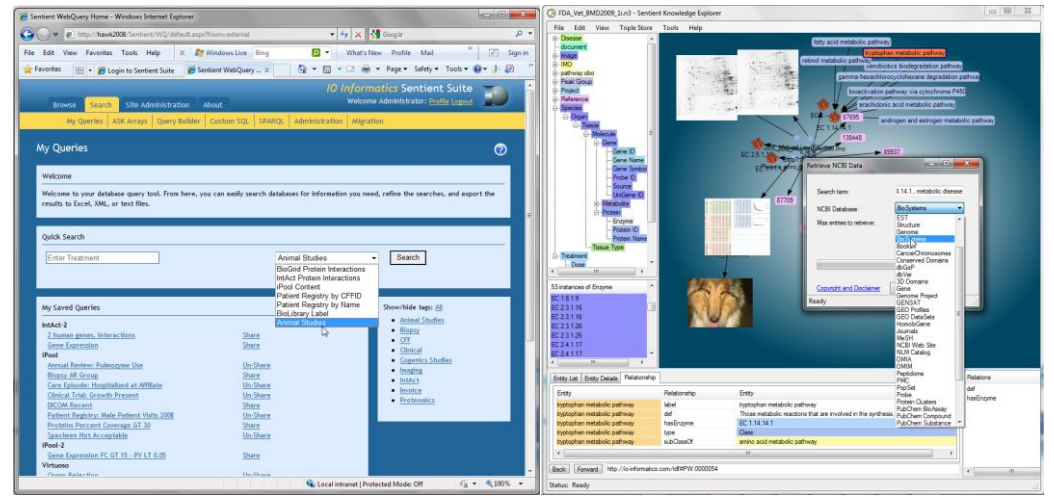 Sentient WebQuery Home - Windows Internet Explorer
http://hawk2008/Sentient/WQ/default.aspx?from=external
Google
File Edit View Favorites Tools Help
Windows Live Bing What's New Profile Mail Sign in
Favorites Login to Sentient Suite Sentient WebQuery ... Page Safety Tools
IO Informatics Sentient Suite
Welcome Administrator: Profile Logout
Browse Search Site Administration About
My Queries ASK Arrays Query Builder Custom SQL SPARQL Administration Migration
My Queries
Welcome
Welcome to your database query tool. From here, you can easily search databases for information you need, refine the searches, and export the
results to Excel, XML, or text files.
Quick Search
Enter Treatment Animal Studies Search
BioGrid Protein Interactions
IntAct Protein Interactions
iPool Content
Patient Registry by CFFID
Patient Registry by Name
BioLibrary Label
Animal Studies
My Saved Queries
IntAct-2
2 human genes, Interactions Share
Gene Expression Share
iPool
Annual Review: Pulmozyme Use Un-Share
Biopsy AR Group Share
Care Episode: Hospitalized at Affiliate Un-Share
Clinical Trial: Growth Present Un-Share
DICOM Recent Share
Patient Registry: Male Patient Visits 2008 Un-Share
Proteins Percent Coverage GT 30 Share
Specimen Not Acceptable Un-Share
iPool-2
Gene Expression FC GT 15 - PV LT 0.05 Share
Virtuoso
Organ Rejection Un-Share
Show/hide tags: All
Animal Studies
Biopsy
CFF
Clinical
Cogenics Studies
Imaging
IntAct
Invoice
Proteomics
Local intranet | Protected Mode: Off 100%
FDA_Vet_BMD2009_1i.n3 - Sentient Knowledge Explorer
File Edit View Triple Store Tools Help
Disease
document
Image
IMO
pathway.obo
Peak Group
Project
Reference
Species
Organ
Tissue
Molecule
Gene
Gene ID
Gene Name
Gene Symbol
Probe ID
Source
UniGene ID
Metabolite
Protein
Enzyme
Protein ID
Protein Name
Tissue Type
Treatment
Dose
53 instances of Enzyme
EC 1.8.1.9
EC 2.3.1.16
EC 2.3.1.16
EC 2.3.1.26
EC 2.3.1.26
EC 2.4.1.17
EC 2.4.1.17
fatty acid metabolic pathway
tryptophan metabolic pathway
retinol metabolic pathway
xenobiotics biodegradation pathway
gamma-hexachlorocyclohexane degradation pathway
bioactivation pathway via cytochrome P450
arachidonic acid metabolic pathway
87695
androgen and estrogen metabolic pathway
EC 1.14.14.1
138448
89937
87709
Retrieve NCBI Data
Search term: 1.14.1 , metabolic disease
NCBI Database: BioSystems
Max entries to retrieve:
EST
Structure
Genome
BioSystems
Books
CancerChromosomes
Conserved Domains
dbGaP
dbVar
3D Domains
Gene
Genome Project
GENSAT
GEO Profiles
GEO DataSets
HomoloGene
Journals
MeSH
NCBI Web Site
NLM Catalog
OMIA
OMIM
Peptidome
PMC
PopSet
Probe
Protein Clusters
PubChem BioAssay
PubChem Compound
PubChem Substance
Copyright and Disclaimer
Ready
Entity List Entity Details Relationship
Entity Relationship Entity
tryptophan metabolic pathway label tryptophan metabolic pathway
tryptophan metabolic pathway def Those metabolic reactions that are involved in the synthesis,
tryptophan metabolic pathway hasEnzyme EC 1.14.14.1
tryptophan metabolic pathway type Class
tryptophan metabolic pathway subClassOf amino acid metabolic pathway
Relations
def
hasEnzyme
Back Forward http://io-informatics.com/rdf#PW:0000054
Status: Ready